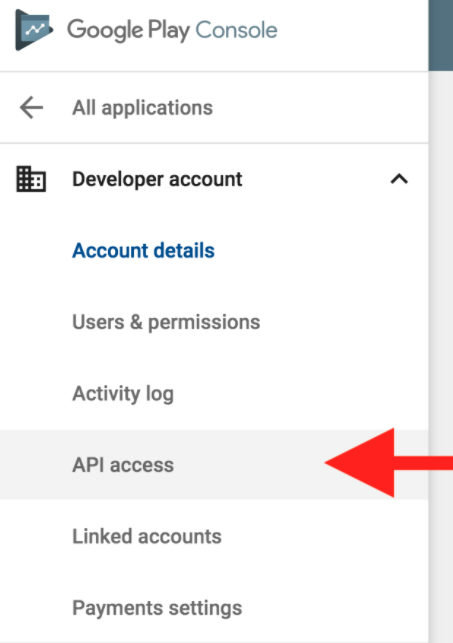 Google Play Console
All applications
Developer account
Account details
Users & permissions
Activity log
API access
Linked accounts
Payments settings